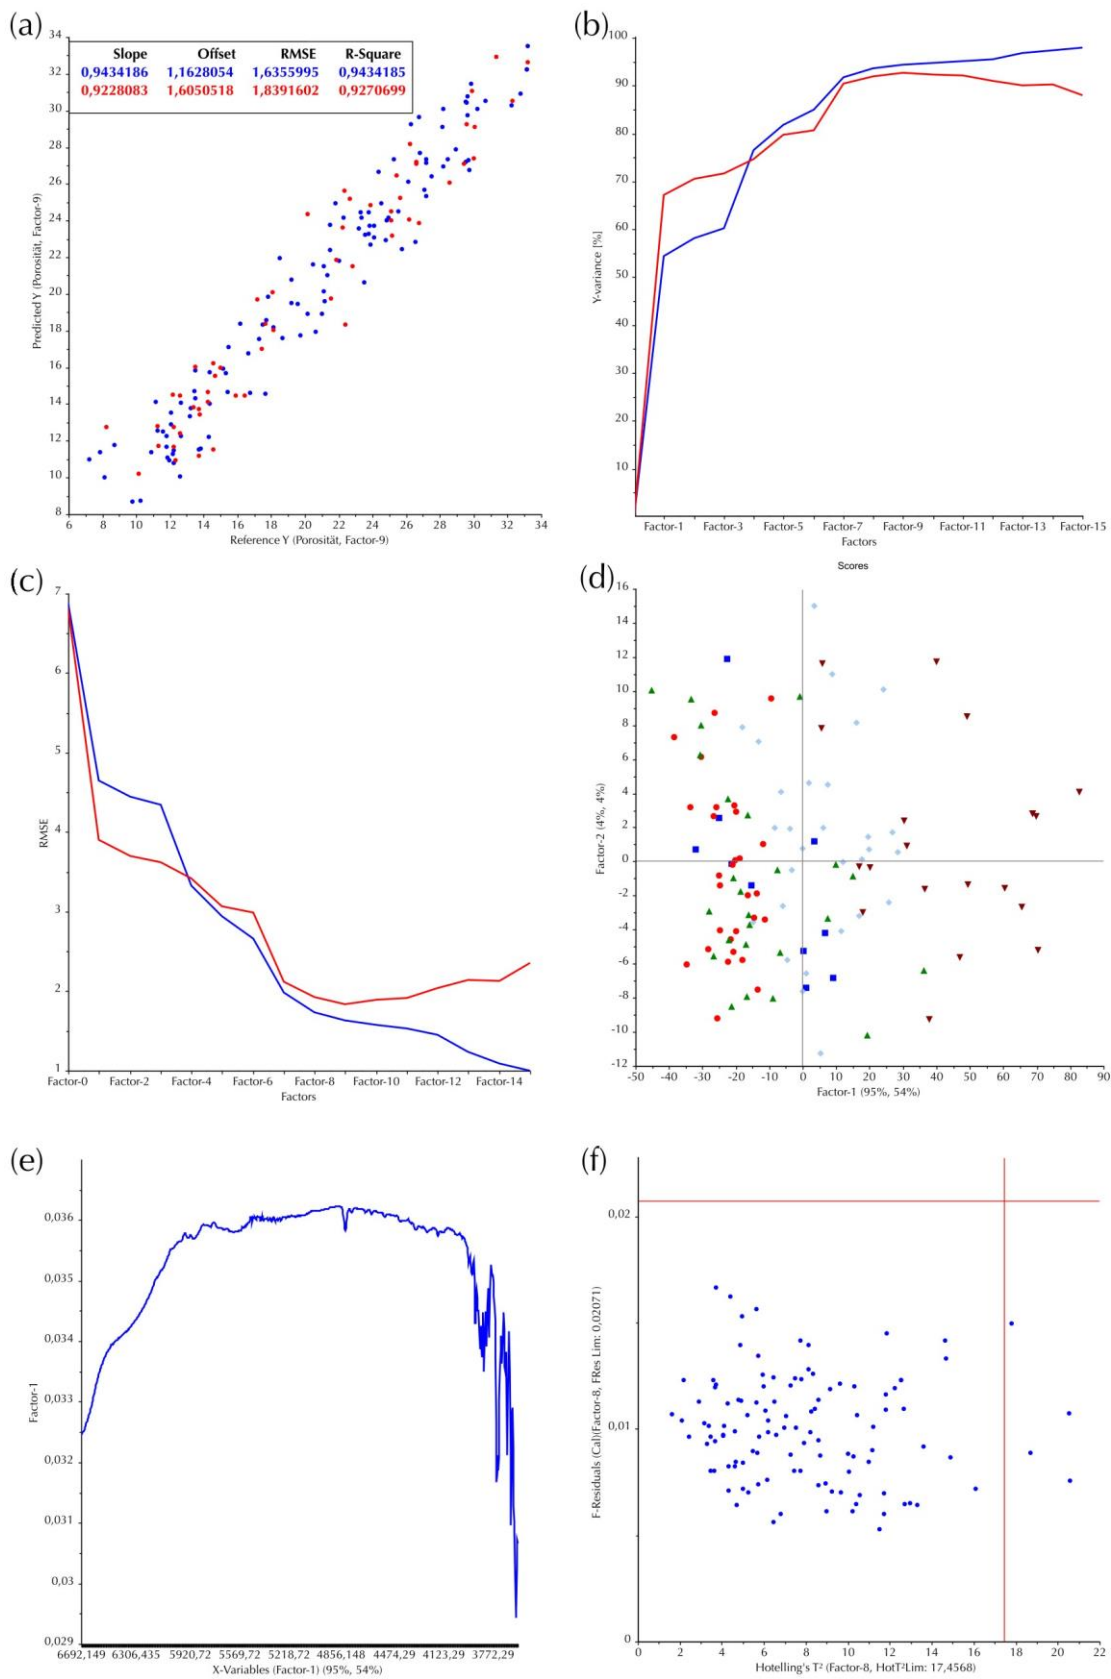 (a)
34
32
30
28
26
24
22
20
18
16
14
12
10
8
Slope Offset RMSE R-Square
0,9434186 1,1628054 1,6355995 0,9434185
0,9228083 1,6050518 1,8391602 0,9270699
Predicted Y (Porosität, Factor-9)
6 8 10 12 14 16 18 20 22 24 26 28 30 32 34
Reference Y (Porosität, Factor-9)
(b)
100
90
80
70
60
50
40
30
20
10
Y-variance [%]
Factor-1 Factor-3 Factor-5 Factor-7 Factor-9 Factor-11 Factor-13 Factor-15
Factors
(c)
7
6
5
4
3
2
1
RMSE
Factor-0 Factor-2 Factor-4 Factor-6 Factor-8 Factor-10 Factor-12 Factor-14
Factors
(d)
Scores
16
14
12
10
8
6
4
2
0
-2
-4
-6
-8
-10
-12
Factor-2 (4%, 4%)
-50 -40 -30 -20 -10 0 10 20 30 40 50 60 70 80 90
Factor-1 (95%, 54%)
(e)
0,036
0,035
0,034
0,033
0,032
0,031
0,03
0,029
Factor-1
6692,149 6306,435 5920,72 5569,72 5218,72 4856,148 4474,29 4123,29 3772,29
X-Variables (Factor-1) (95%, 54%)
(f)
0,02
0,01
0
F-Residuals (Cal)(Factor-8, FRes Lim: 0,02071)
0 2 4 6 8 10 12 14 16 18 20 22
Hotelling's T² (Factor-8, HotT²Lim: 17,4568)